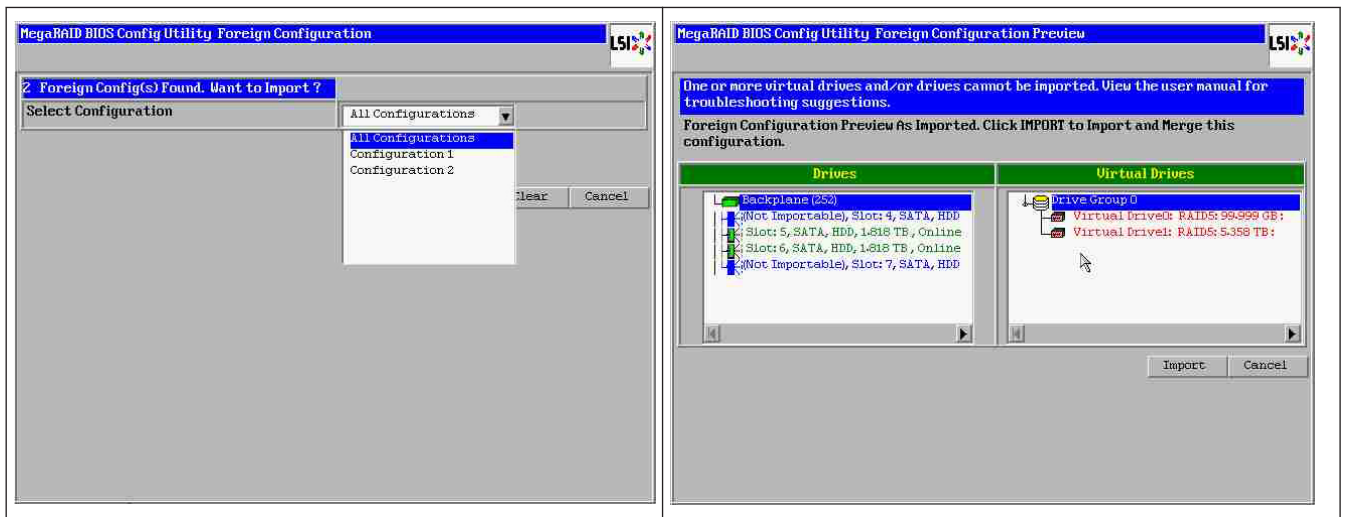 MegaRAID BIOS Config Utility Foreign Configuration
LSI
2 Foreign Config(s) Found. Want to Import ?
Select Configuration
All Configurations
All Configurations
Configuration 1
Configuration 2
Clear
Cancel
MegaRAID BIOS Config Utility Foreign Configuration Preview
LSI
One or more virtual drives and/or drives cannot be imported. View the user manual for
troubleshooting suggestions.
Foreign Configuration Preview As Imported. Click IMPORT to Import and Merge this
configuration.
Drives
Backplane (252)
(Not Importable), Slot: 4, SATA, HDD
Slot: 5, SATA, HDD, 1.818 TB, Online
Slot: 6, SATA, HDD, 1.818 TB, Online
(Not Importable), Slot: 7, SATA, HDD
Virtual Drives
Drive Group 0
Virtual Drive0: RAID5: 99.999 GB:
Virtual Drive1: RAID5: 5.358 TB:
Import
Cancel